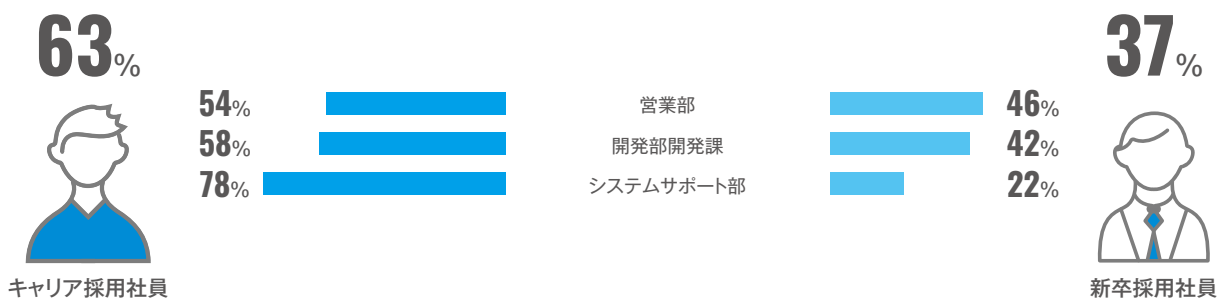 63%
37%
54% 営業部 46%
58% 開発部開発課 42%
78% システムサポート部 22%
キャリア採用社員
新卒採用社員